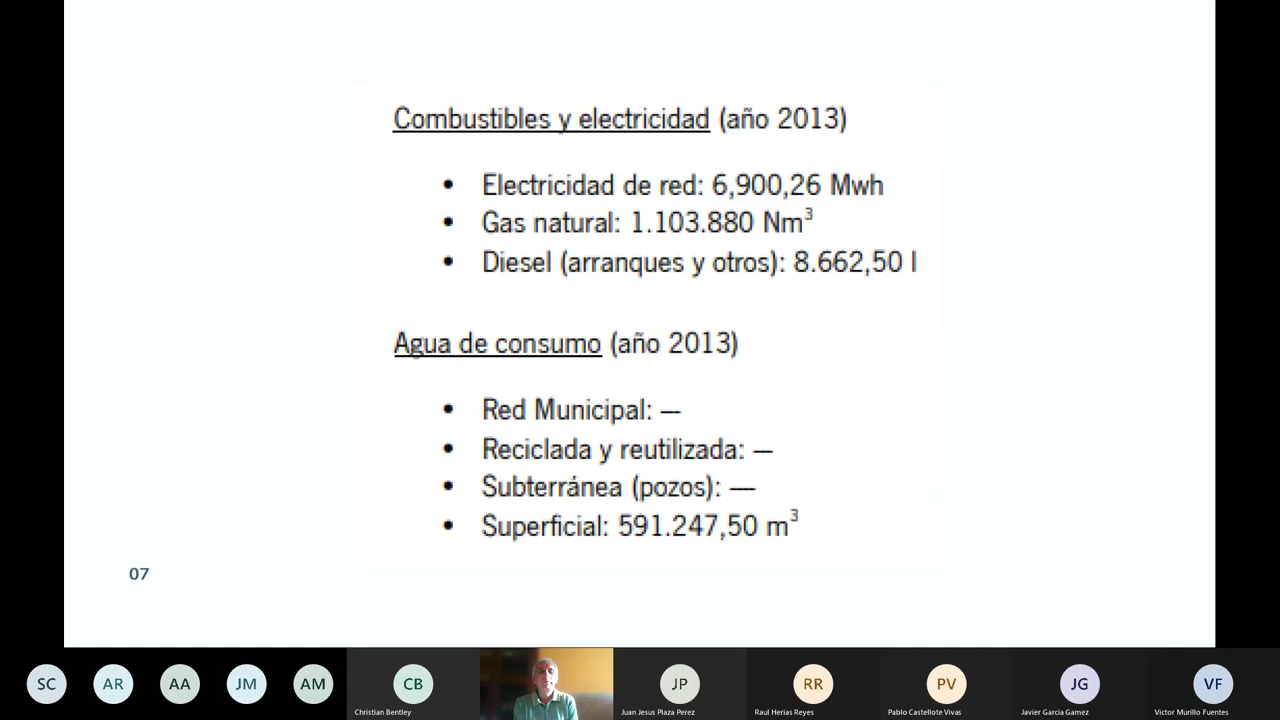 Combustibles y electricidad (año 2013)
• Electricidad de red: 6,900,26 Mwh
• Gas natural: 1.103.880 Nm³
• Diesel (arranques y otros): 8.662,50 l
Agua de consumo (año 2013)
• Red Municipal: —
• Reciclada y reutilizada: —
• Subterránea (pozos): —
• Superficial: 591.247,50 m³
07
SC AR AA JM AM CB JP RR PV JG VF
Christian Bentley Juan Jesus Plaza Perez Raul Herias Reyes Pablo Castellote Vivas Javier Garcia Gamez Victor Murillo Fuentes